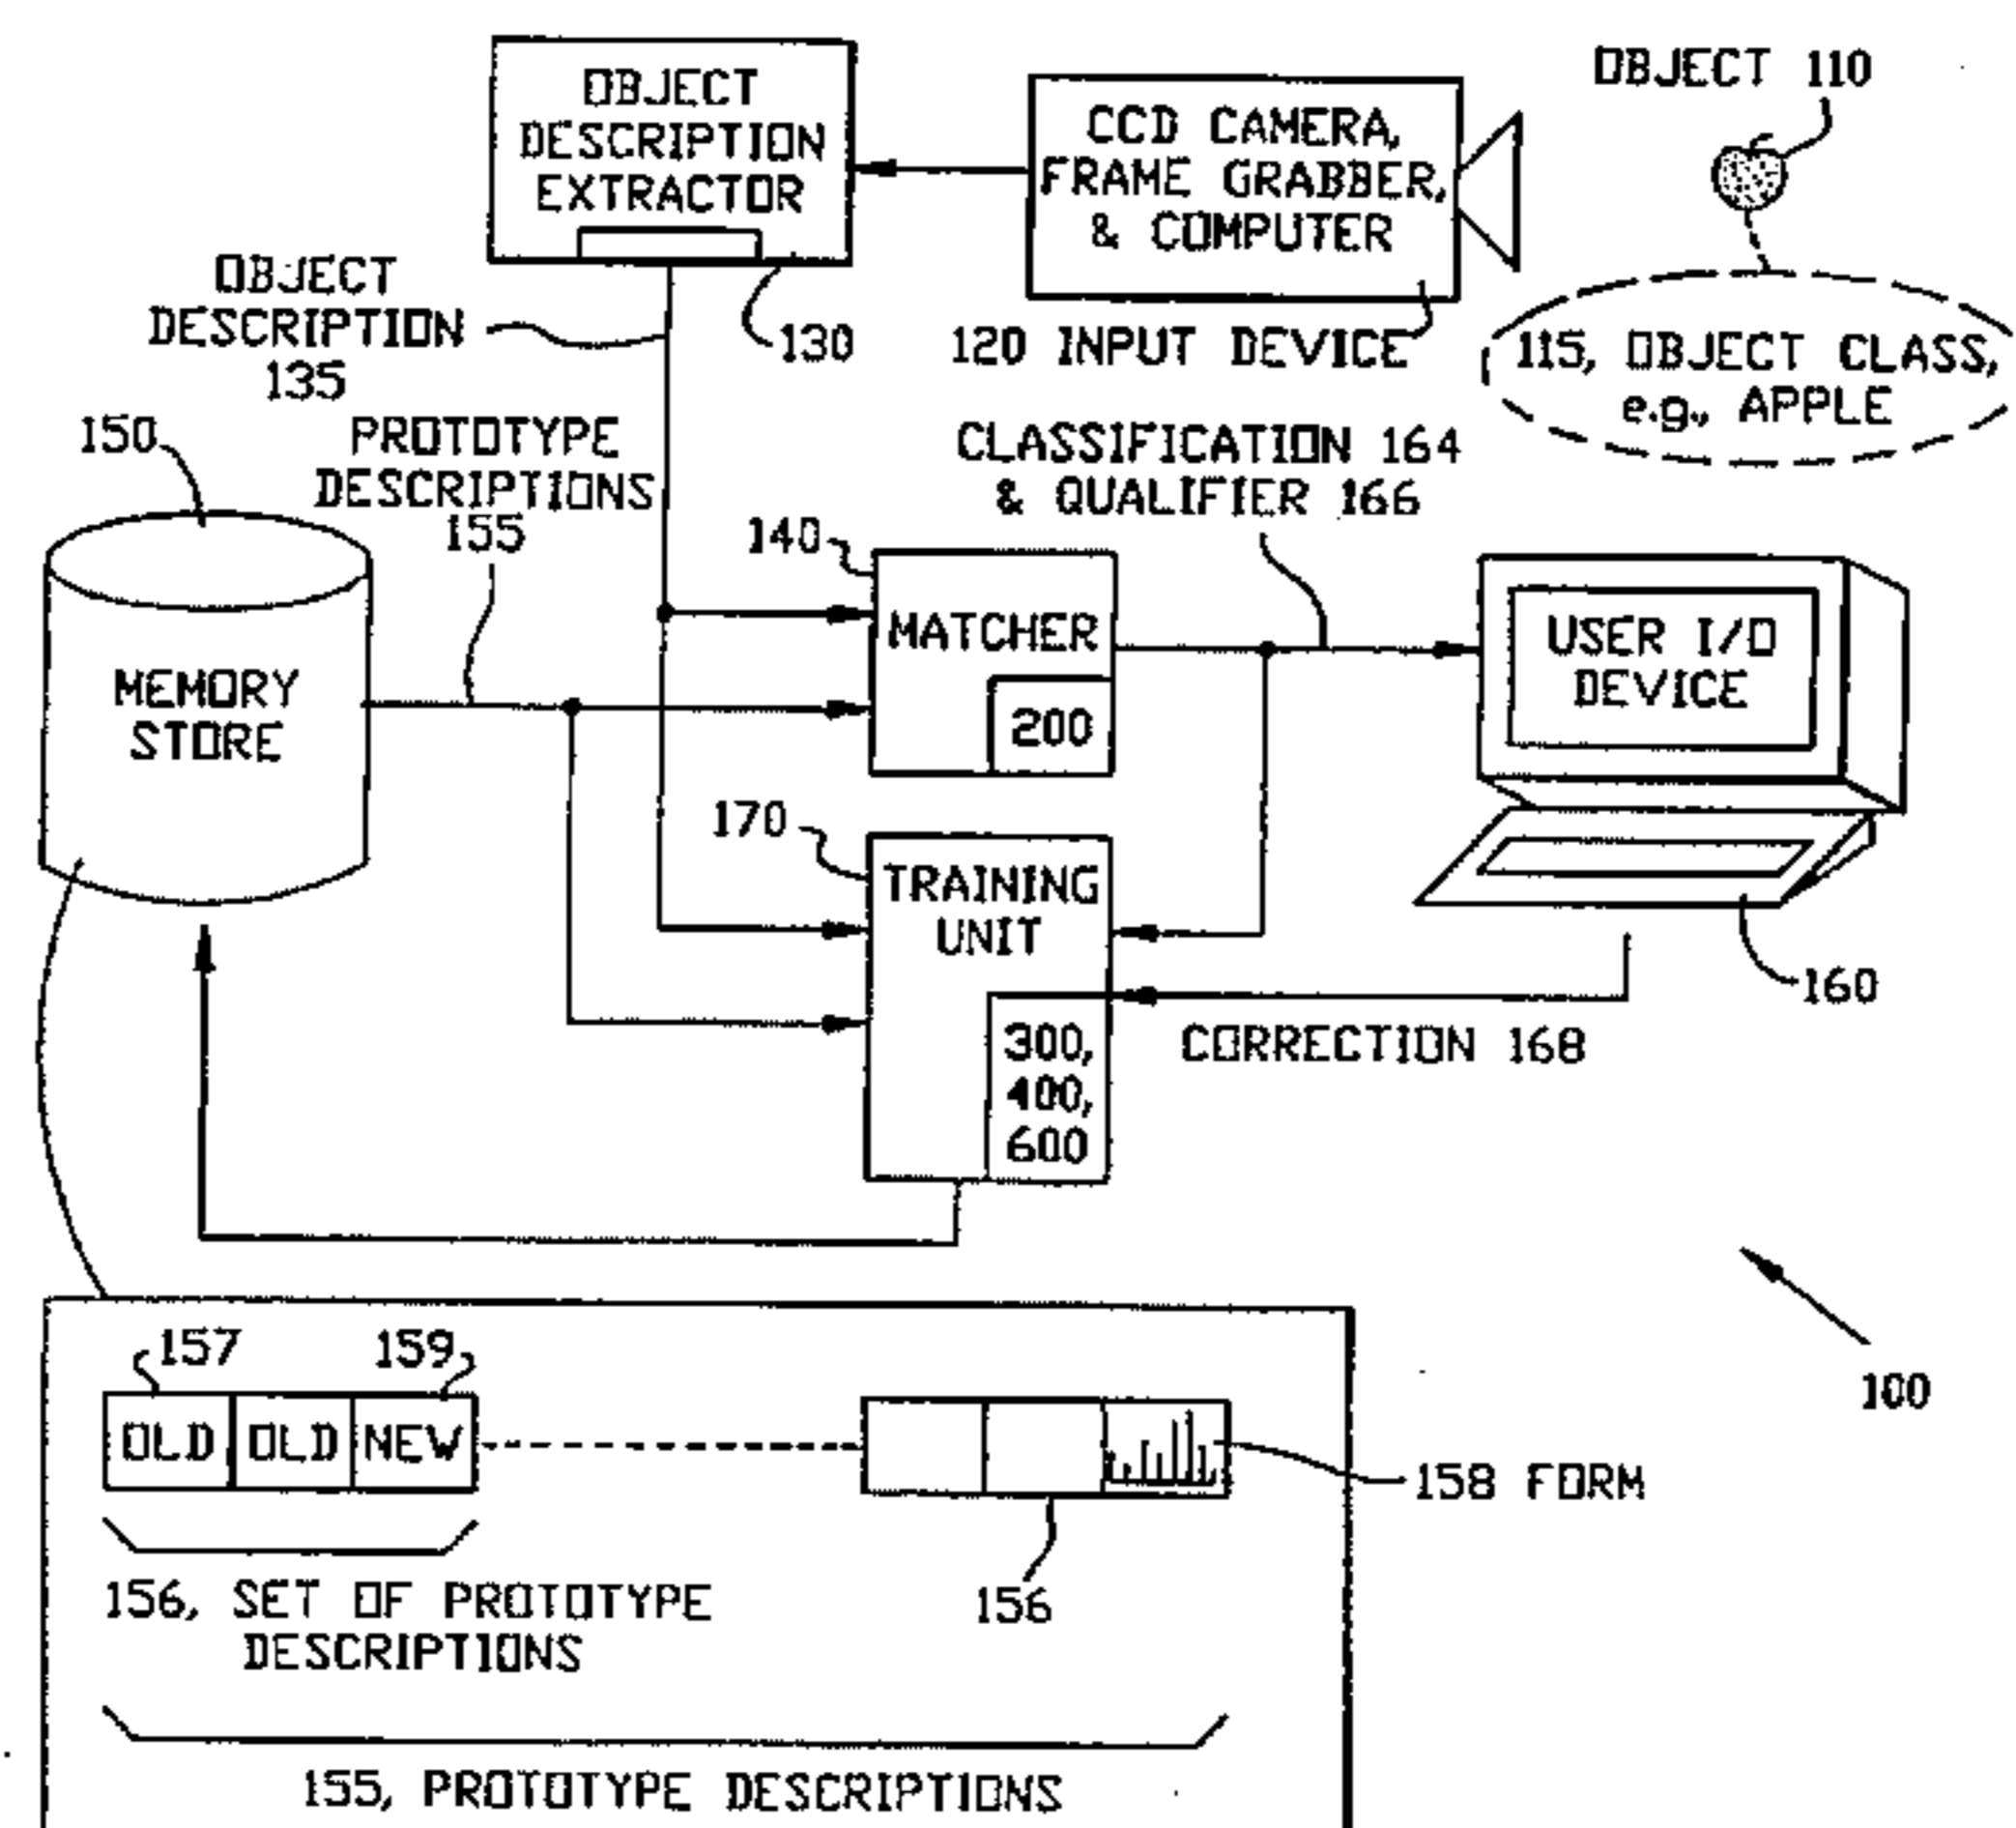 OBJECT
DESCRIPTION
EXTRACTOR
CCD CAMERA,
FRAME GRABBER,
& COMPUTER
OBJECT 110
OBJECT
DESCRIPTION
135
130
120 INPUT DEVICE
115, OBJECT CLASS,
e.g., APPLE
150
PROTOTYPE
DESCRIPTIONS
155
CLASSIFICATION 164
& QUALIFIER 166
140
MATCHER
200
USER I/O
DEVICE
MEMORY
STORE
170
TRAINING
UNIT
300,
400,
600
160
CORRECTION 168
100
157
159
OLD
OLD
NEW
158 FORM
156, SET OF PROTOTYPE
DESCRIPTIONS
156
155, PROTOTYPE DESCRIPTIONS